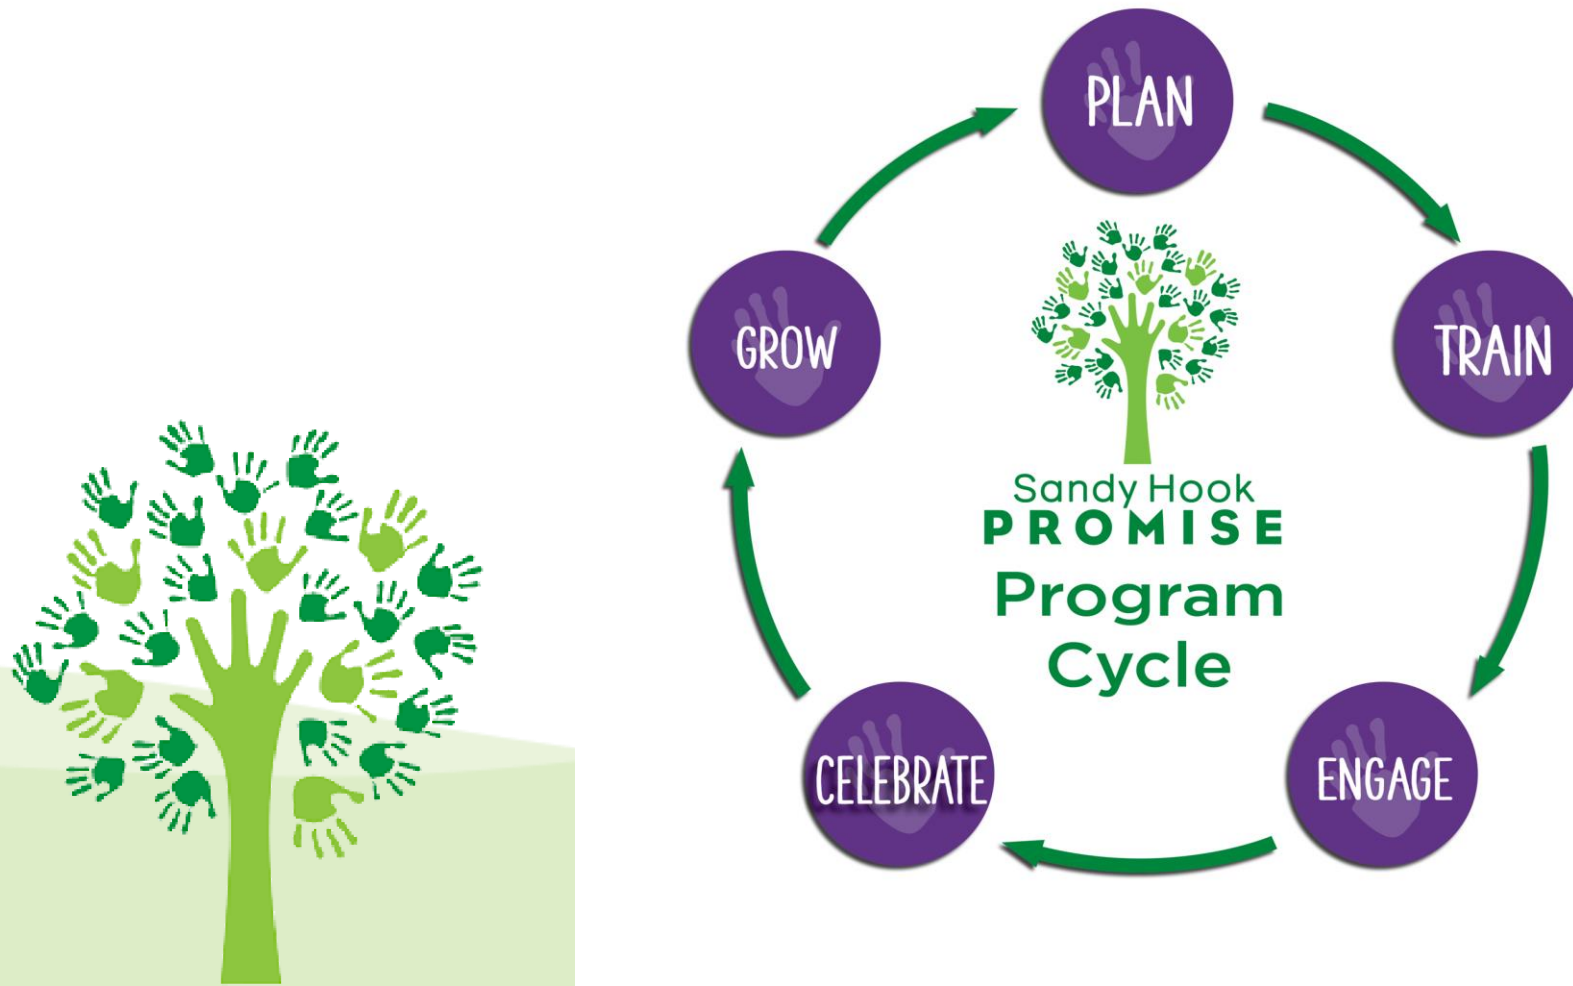 PLAN
GROW
TRAIN
Sandy Hook
PROMISE
Program
Cycle
CELEBRATE
ENGAGE